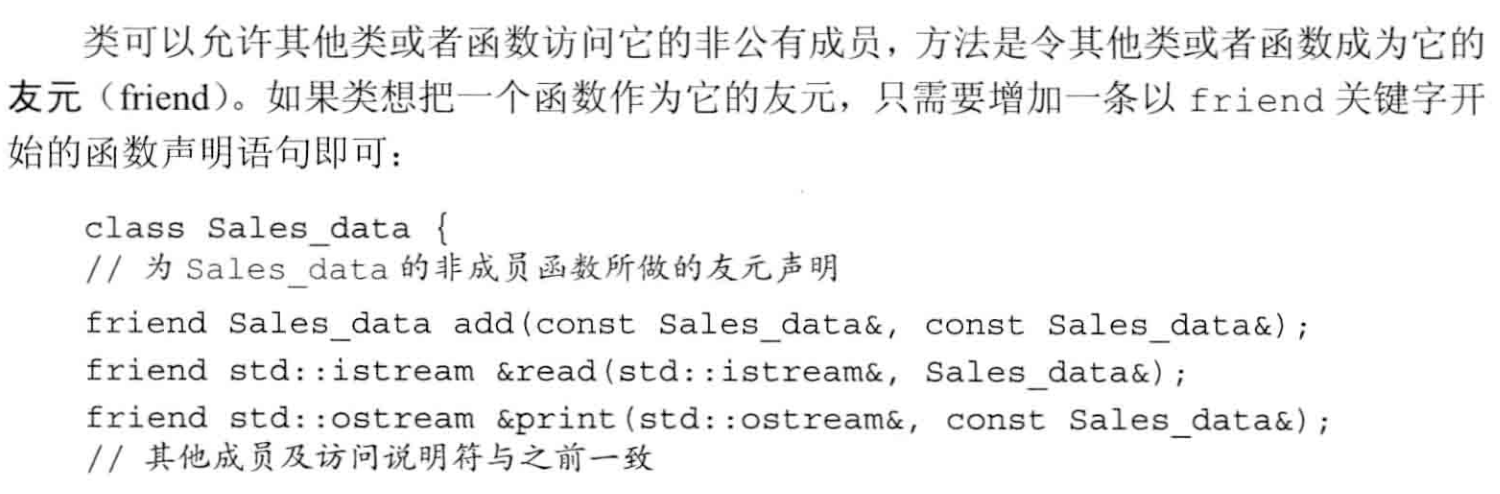 类可以允许其他类或者函数访问它的非公有成员，方法是令其他类或者函数成为它的
友元（friend）。如果类想把一个函数作为它的友元，只需要增加一条以 friend 关键字开
始的函数声明语句即可：
class Sales_data {
// 为 Sales_data 的非成员函数所做的友元声明
friend Sales_data add(const Sales_data&, const Sales_data&);
friend std::istream &read(std::istream&, Sales_data&);
friend std::ostream &print(std::ostream&, const Sales_data&);
// 其他成员及访问说明符与之前一致